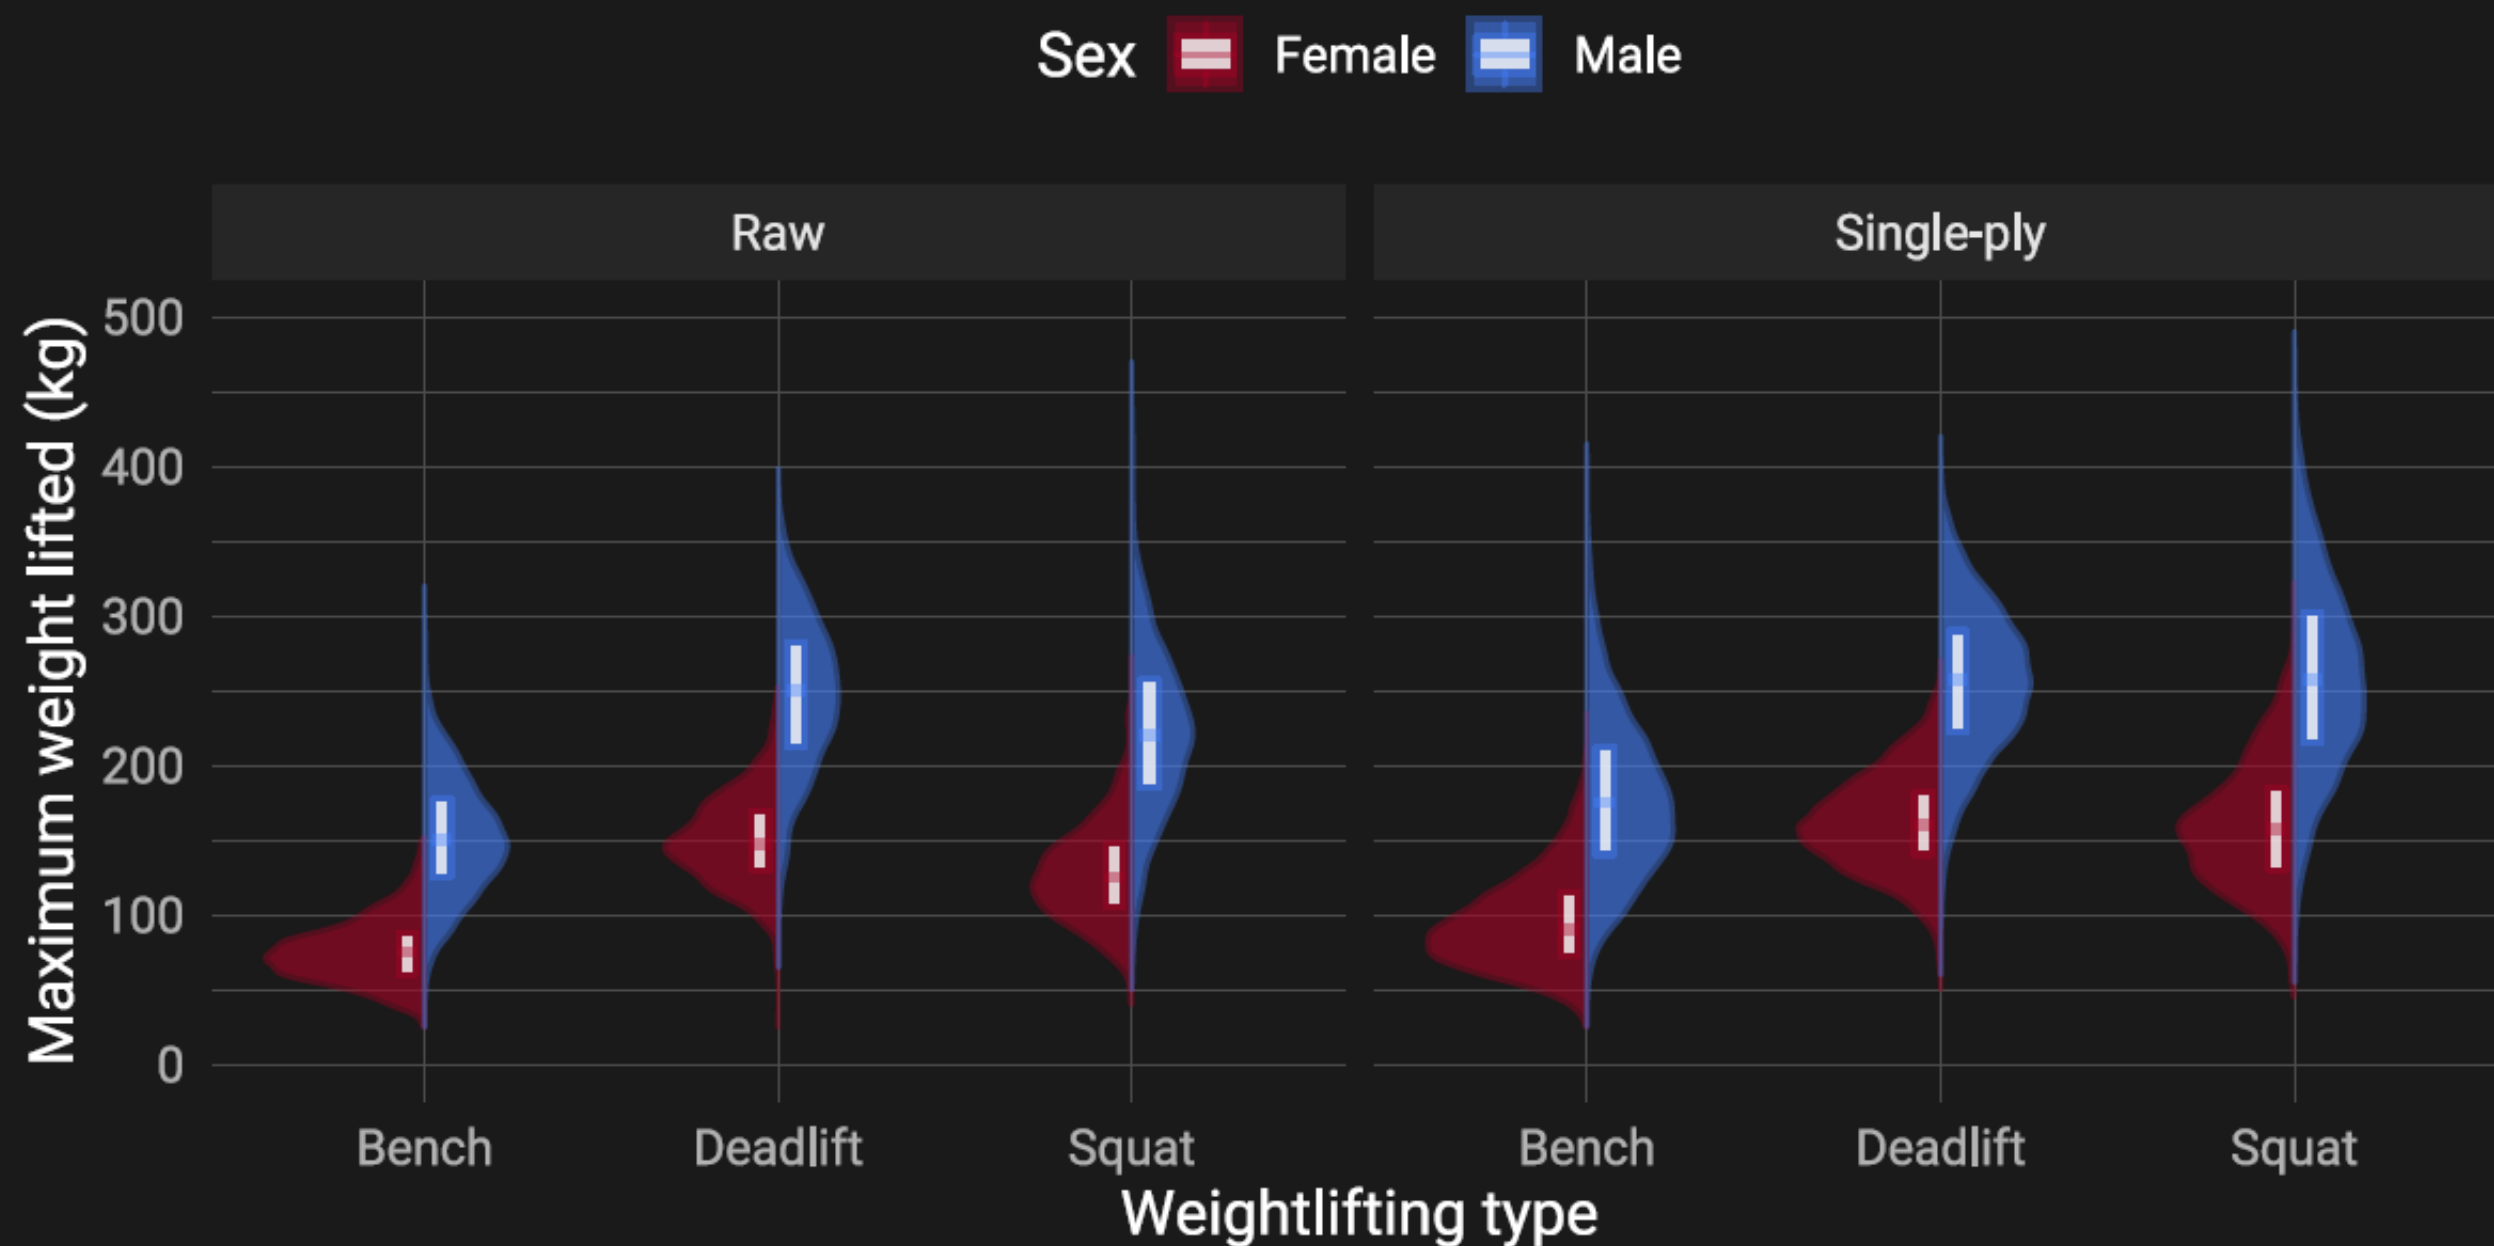 Sex Female Male
Raw Single-ply
Maximum weight lifted (kg)
500
400
300
200
100
0
Bench Deadlift Squat Bench Deadlift Squat
Weightlifting type